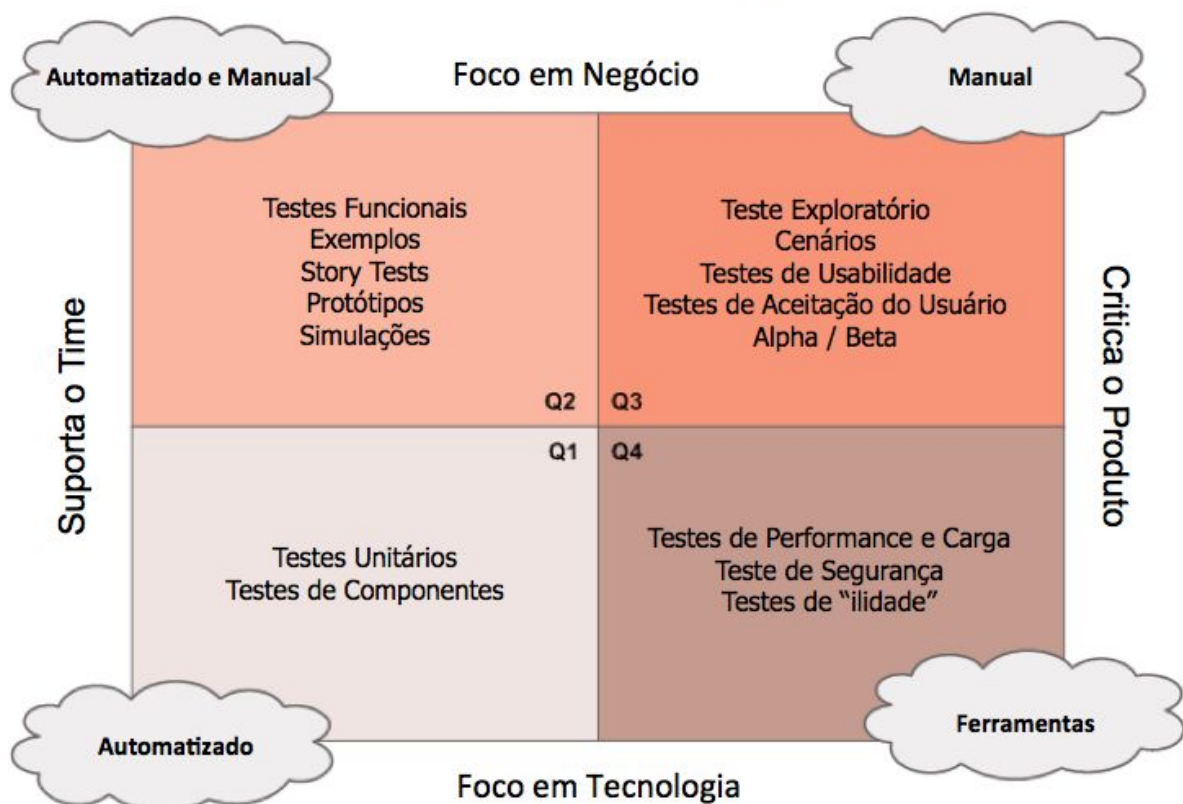 Automatizado e Manual
Foco em Negócio
Manual
Testes Funcionais
Exemplos
Story Tests
Protótipos
Simulações
Q2
Teste Exploratório
Cenários
Testes de Usabilidade
Testes de Aceitação do Usuário
Alpha / Beta
Q3
Suporta o Time
Critica o Produto
Q1
Testes Unitários
Testes de Componentes
Q4
Testes de Performance e Carga
Teste de Segurança
Testes de “ilidade”
Automatizado
Foco em Tecnologia
Ferramentas